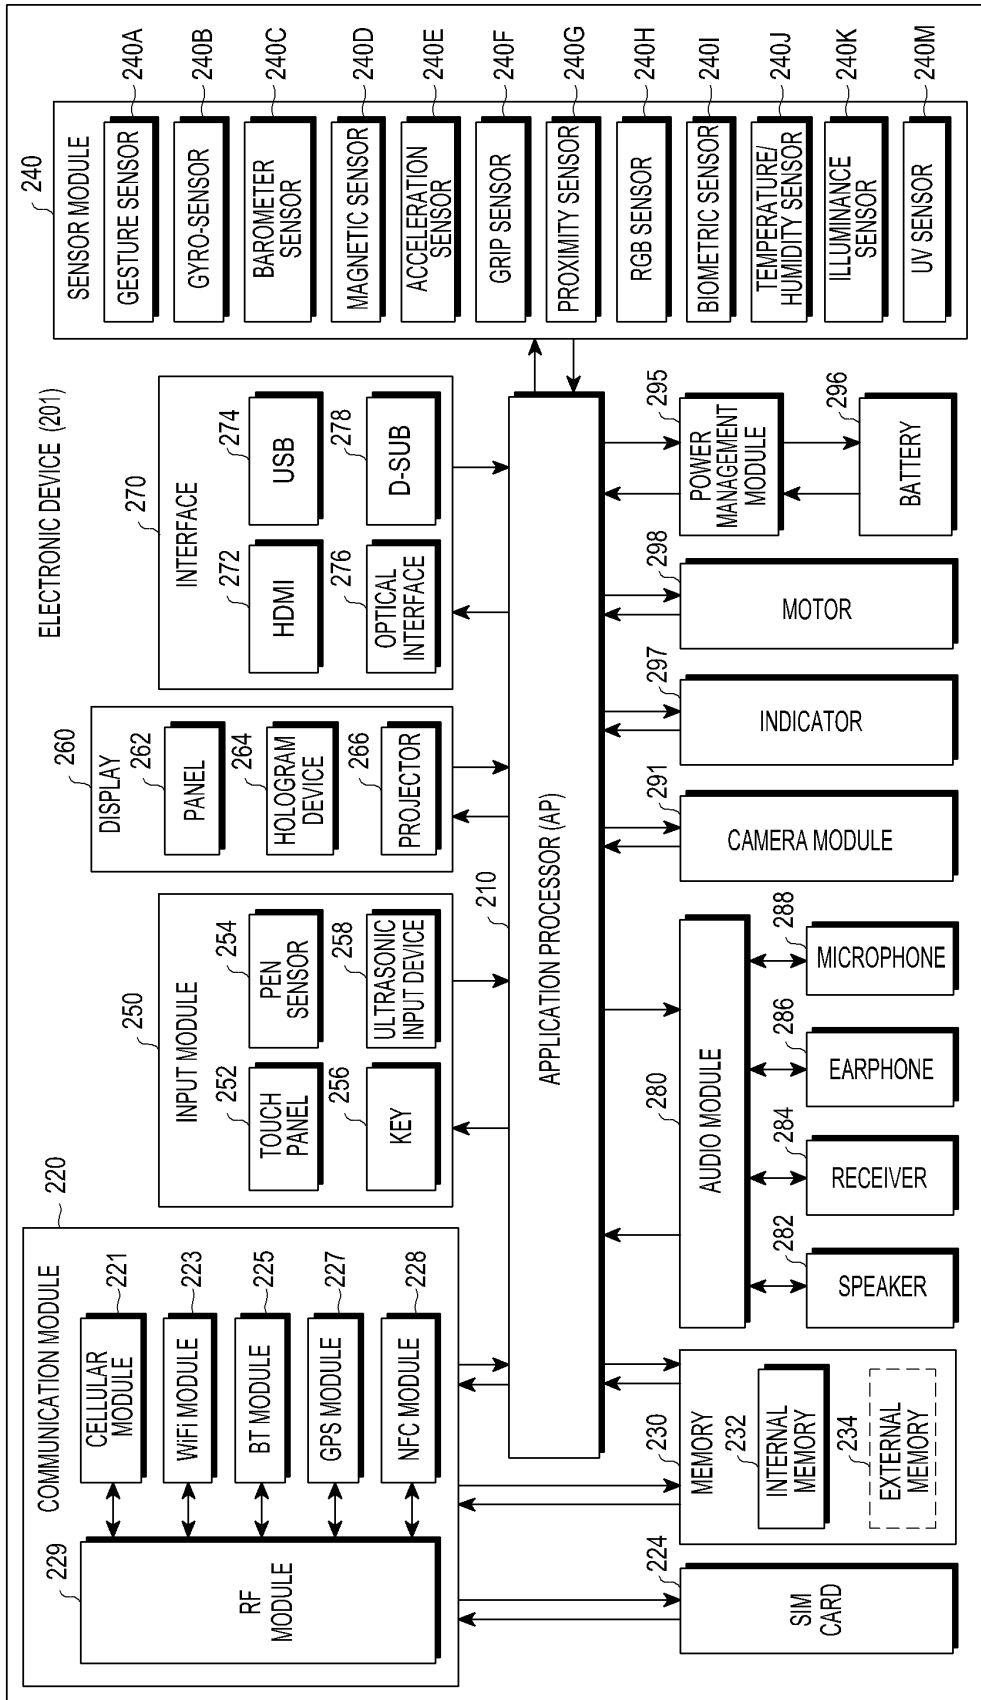 ELECTRONIC DEVICE (201)
220
COMMUNICATION MODULE
229
RF
MODULE
221
CELLULAR
MODULE
223
WiFi MODULE
225
BT MODULE
227
GPS MODULE
228
NFC MODULE
250
INPUT MODULE
252
TOUCH
PANEL
254
PEN
SENSOR
256
KEY
258
ULTRASONIC
INPUT DEVICE
260
DISPLAY
262
PANEL
264
HOLOGRAM
DEVICE
266
PROJECTOR
270
INTERFACE
272
HDMI
274
USB
276
OPTICAL
INTERFACE
278
D-SUB
240
SENSOR MODULE
GESTURE SENSOR
240A
GYRO-SENSOR
240B
BAROMETER
SENSOR
240C
MAGNETIC SENSOR
240D
ACCELERATION
SENSOR
240E
GRIP SENSOR
240F
PROXIMITY SENSOR
240G
RGB SENSOR
240H
BIOMETRIC SENSOR
240I
TEMPERATURE/
HUMIDITY SENSOR
240J
ILLUMINANCE
SENSOR
240K
UV SENSOR
240M
210
APPLICATION PROCESSOR (AP)
224
SIM
CARD
230
MEMORY
232
INTERNAL
MEMORY
234
EXTERNAL
MEMORY
280
AUDIO MODULE
282
SPEAKER
284
RECEIVER
286
EARPHONE
288
MICROPHONE
291
CAMERA MODULE
297
INDICATOR
298
MOTOR
295
POWER
MANAGEMENT
MODULE
296
BATTERY